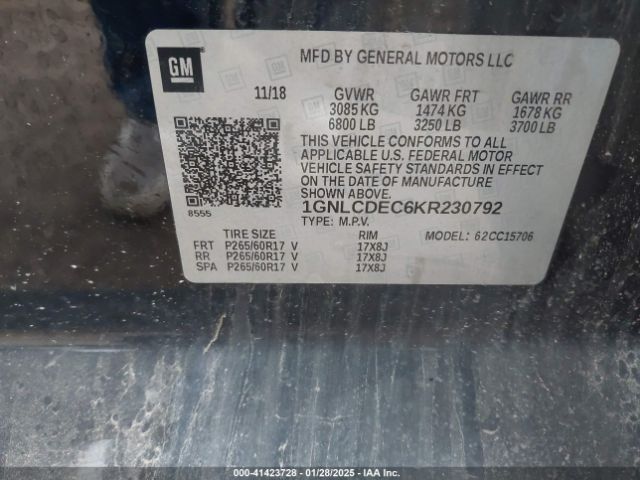 GM
MFD BY GENERAL MOTORS LLC
11/18 GVWR GAWR FRT GAWR RR
3085 KG 1474 KG 1678 KG
6800 LB 3250 LB 3700 LB
THIS VEHICLE CONFORMS TO ALL
APPLICABLE U.S. FEDERAL MOTOR
VEHICLE SAFETY STANDARDS IN EFFECT
ON THE DATE OF MANUFACTURE
SHOWN ABOVE.
8555 1GNLCDEC6KR230792
TYPE: M.P.V. MODEL: 62CC15706
TIRE SIZE RIM
FRT P265/60R17 V 17X8J
RR P265/60R17 V 17X8J
SPA P265/60R17 V 17X8J
000-41423728 — 01/28/2025 — IAA Inc.